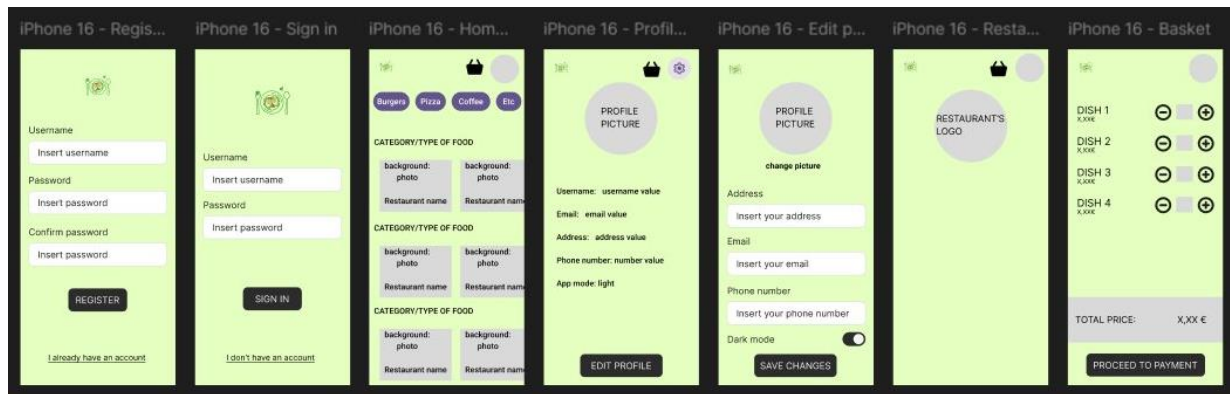 iPhone 16 - Regis...
Username
Insert username
Password
Insert password
Confirm password
Insert password
REGISTER
I already have an account
iPhone 16 - Sign in
Username
Insert username
Password
Insert password
SIGN IN
I don't have an account
iPhone 16 - Hom...
Burgers Pizza Coffee Etc
CATEGORY/TYPE OF FOOD
background: background:
photo photo
Restaurant name Restaurant nam
CATEGORY/TYPE OF FOOD
background: background:
photo photo
Restaurant name Restaurant nam
CATEGORY/TYPE OF FOOD
background: background:
photo photo
Restaurant name Restaurant nam
iPhone 16 - Profil...
PROFILE
PICTURE
Username: username value
Email: email value
Address: address value
Phone number: number value
App mode: light
EDIT PROFILE
iPhone 16 - Edit p...
PROFILE
PICTURE
change picture
Address
Insert your address
Email
Insert your email
Phone number
Insert your phone number
Dark mode
SAVE CHANGES
iPhone 16 - Resta...
RESTAURANT'S
LOGO
iPhone 16 - Basket
DISH 1
X,XX€
DISH 2
X,XX€
DISH 3
X,XX€
DISH 4
X,XX€
TOTAL PRICE: X,XX €
PROCEED TO PAYMENT